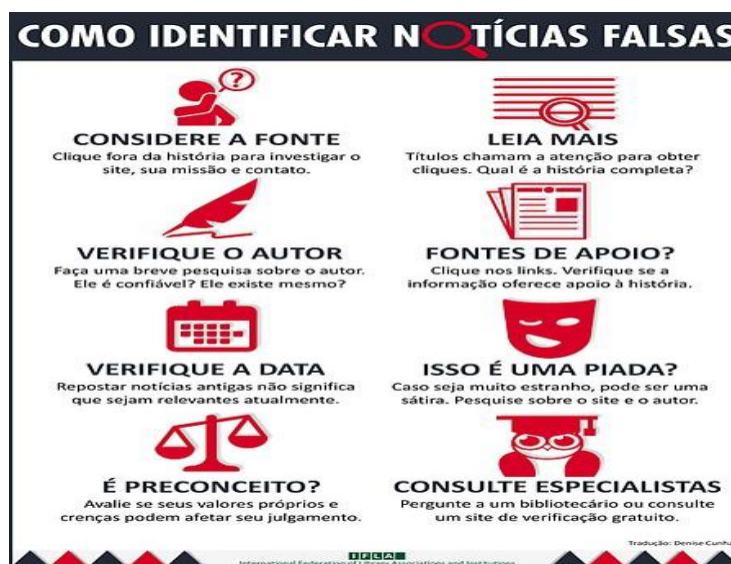 COMO IDENTIFICAR NOTÍCIAS FALSAS
CONSIDERE A FONTE
Clique fora da história para investigar o
site, sua missão e contato.
LEIA MAIS
Títulos chamam a atenção para obter
cliques. Qual é a história completa?
VERIFIQUE O AUTOR
Faça uma breve pesquisa sobre o autor.
Ele é confiável? Ele existe mesmo?
FONTES DE APOIO?
Clique nos links. Verifique se a
informação oferece apoio à história.
VERIFIQUE A DATA
Repostar notícias antigas não significa
que sejam relevantes atualmente.
ISSO É UMA PIADA?
Caso seja muito estranho, pode ser uma
sátira. Pesquise sobre o site e o autor.
É PRECONCEITO?
Avalie se seus valores próprios e
crenças podem afetar seu julgamento.
CONSULTE ESPECIALISTAS
Pergunte a um bibliotecário ou consulte
um site de verificação gratuito.
Tradução: Denise Cunha
IFLA
International Federation of Library Associations and Institutions